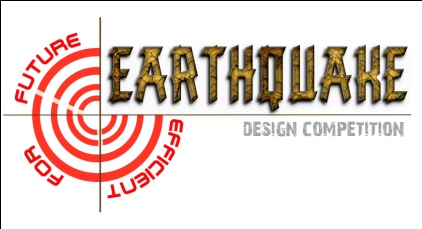 EARTHQUAKE
DESIGN COMPETITION
EFFICIENT
FOR
FUTURE